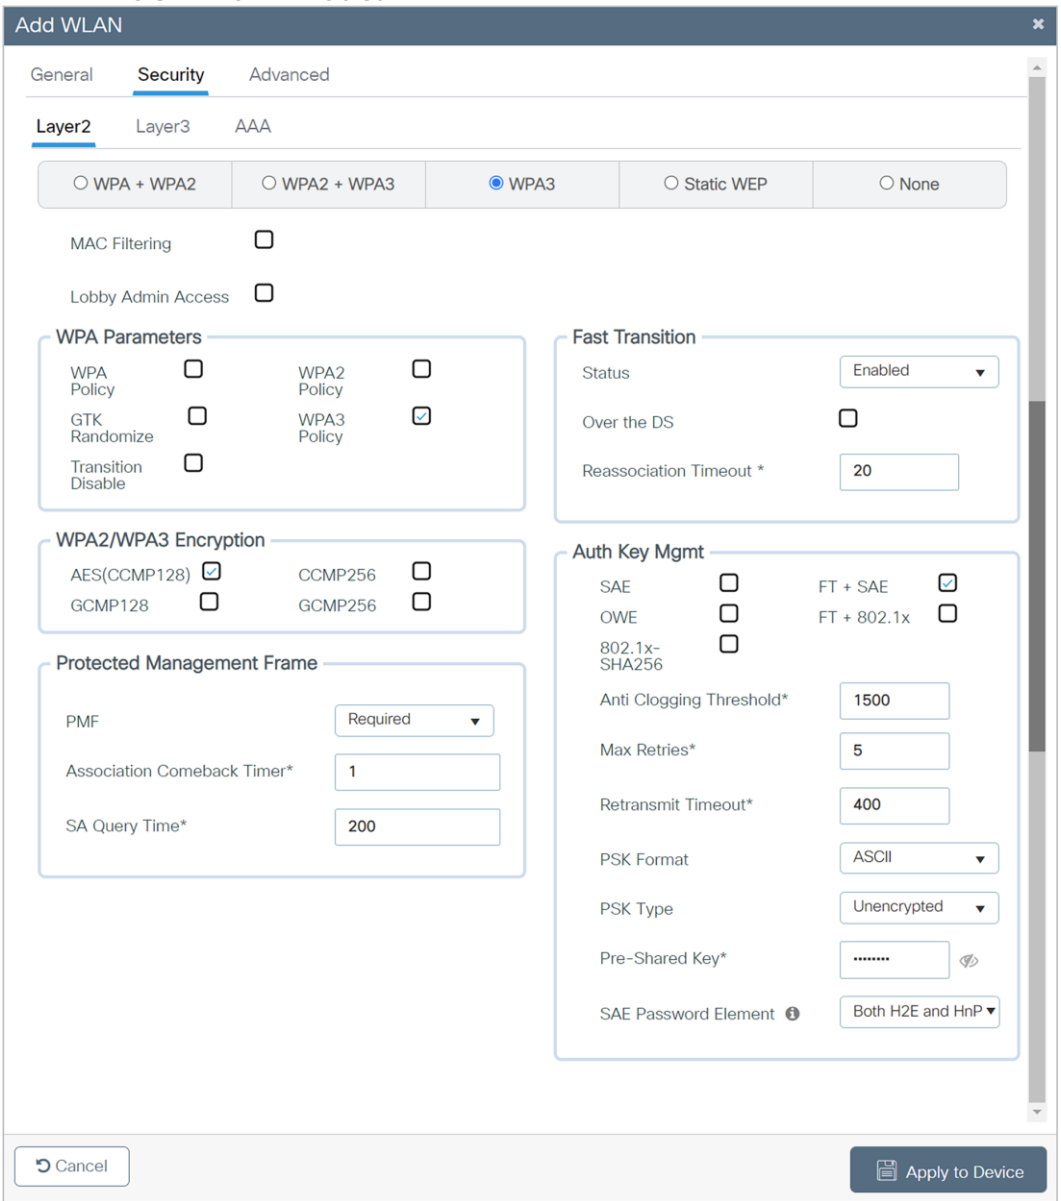 Add WLAN
General Security Advanced
Layer2 Layer3 AAA
WPA + WPA2 WPA2 + WPA3 WPA3 Static WEP None
MAC Filtering
Lobby Admin Access
WPA Parameters
WPA
Policy
WPA2
Policy
GTK
Randomize
WPA3
Policy
Transition
Disable
Fast Transition
Status Enabled
Over the DS
Reassociation Timeout * 20
WPA2/WPA3 Encryption
AES(CCMP128) CCMP256
GCMP128 GCMP256
Protected Management Frame
PMF Required
Association Comeback Timer* 1
SA Query Time* 200
Auth Key Mgmt
SAE FT + SAE
OWE FT + 802.1x
802.1x-
SHA256
Anti Clogging Threshold* 1500
Max Retries* 5
Retransmit Timeout* 400
PSK Format ASCII
PSK Type Unencrypted
Pre-Shared Key* ••••••••
SAE Password Element Both H2E and HnP
Cancel Apply to Device